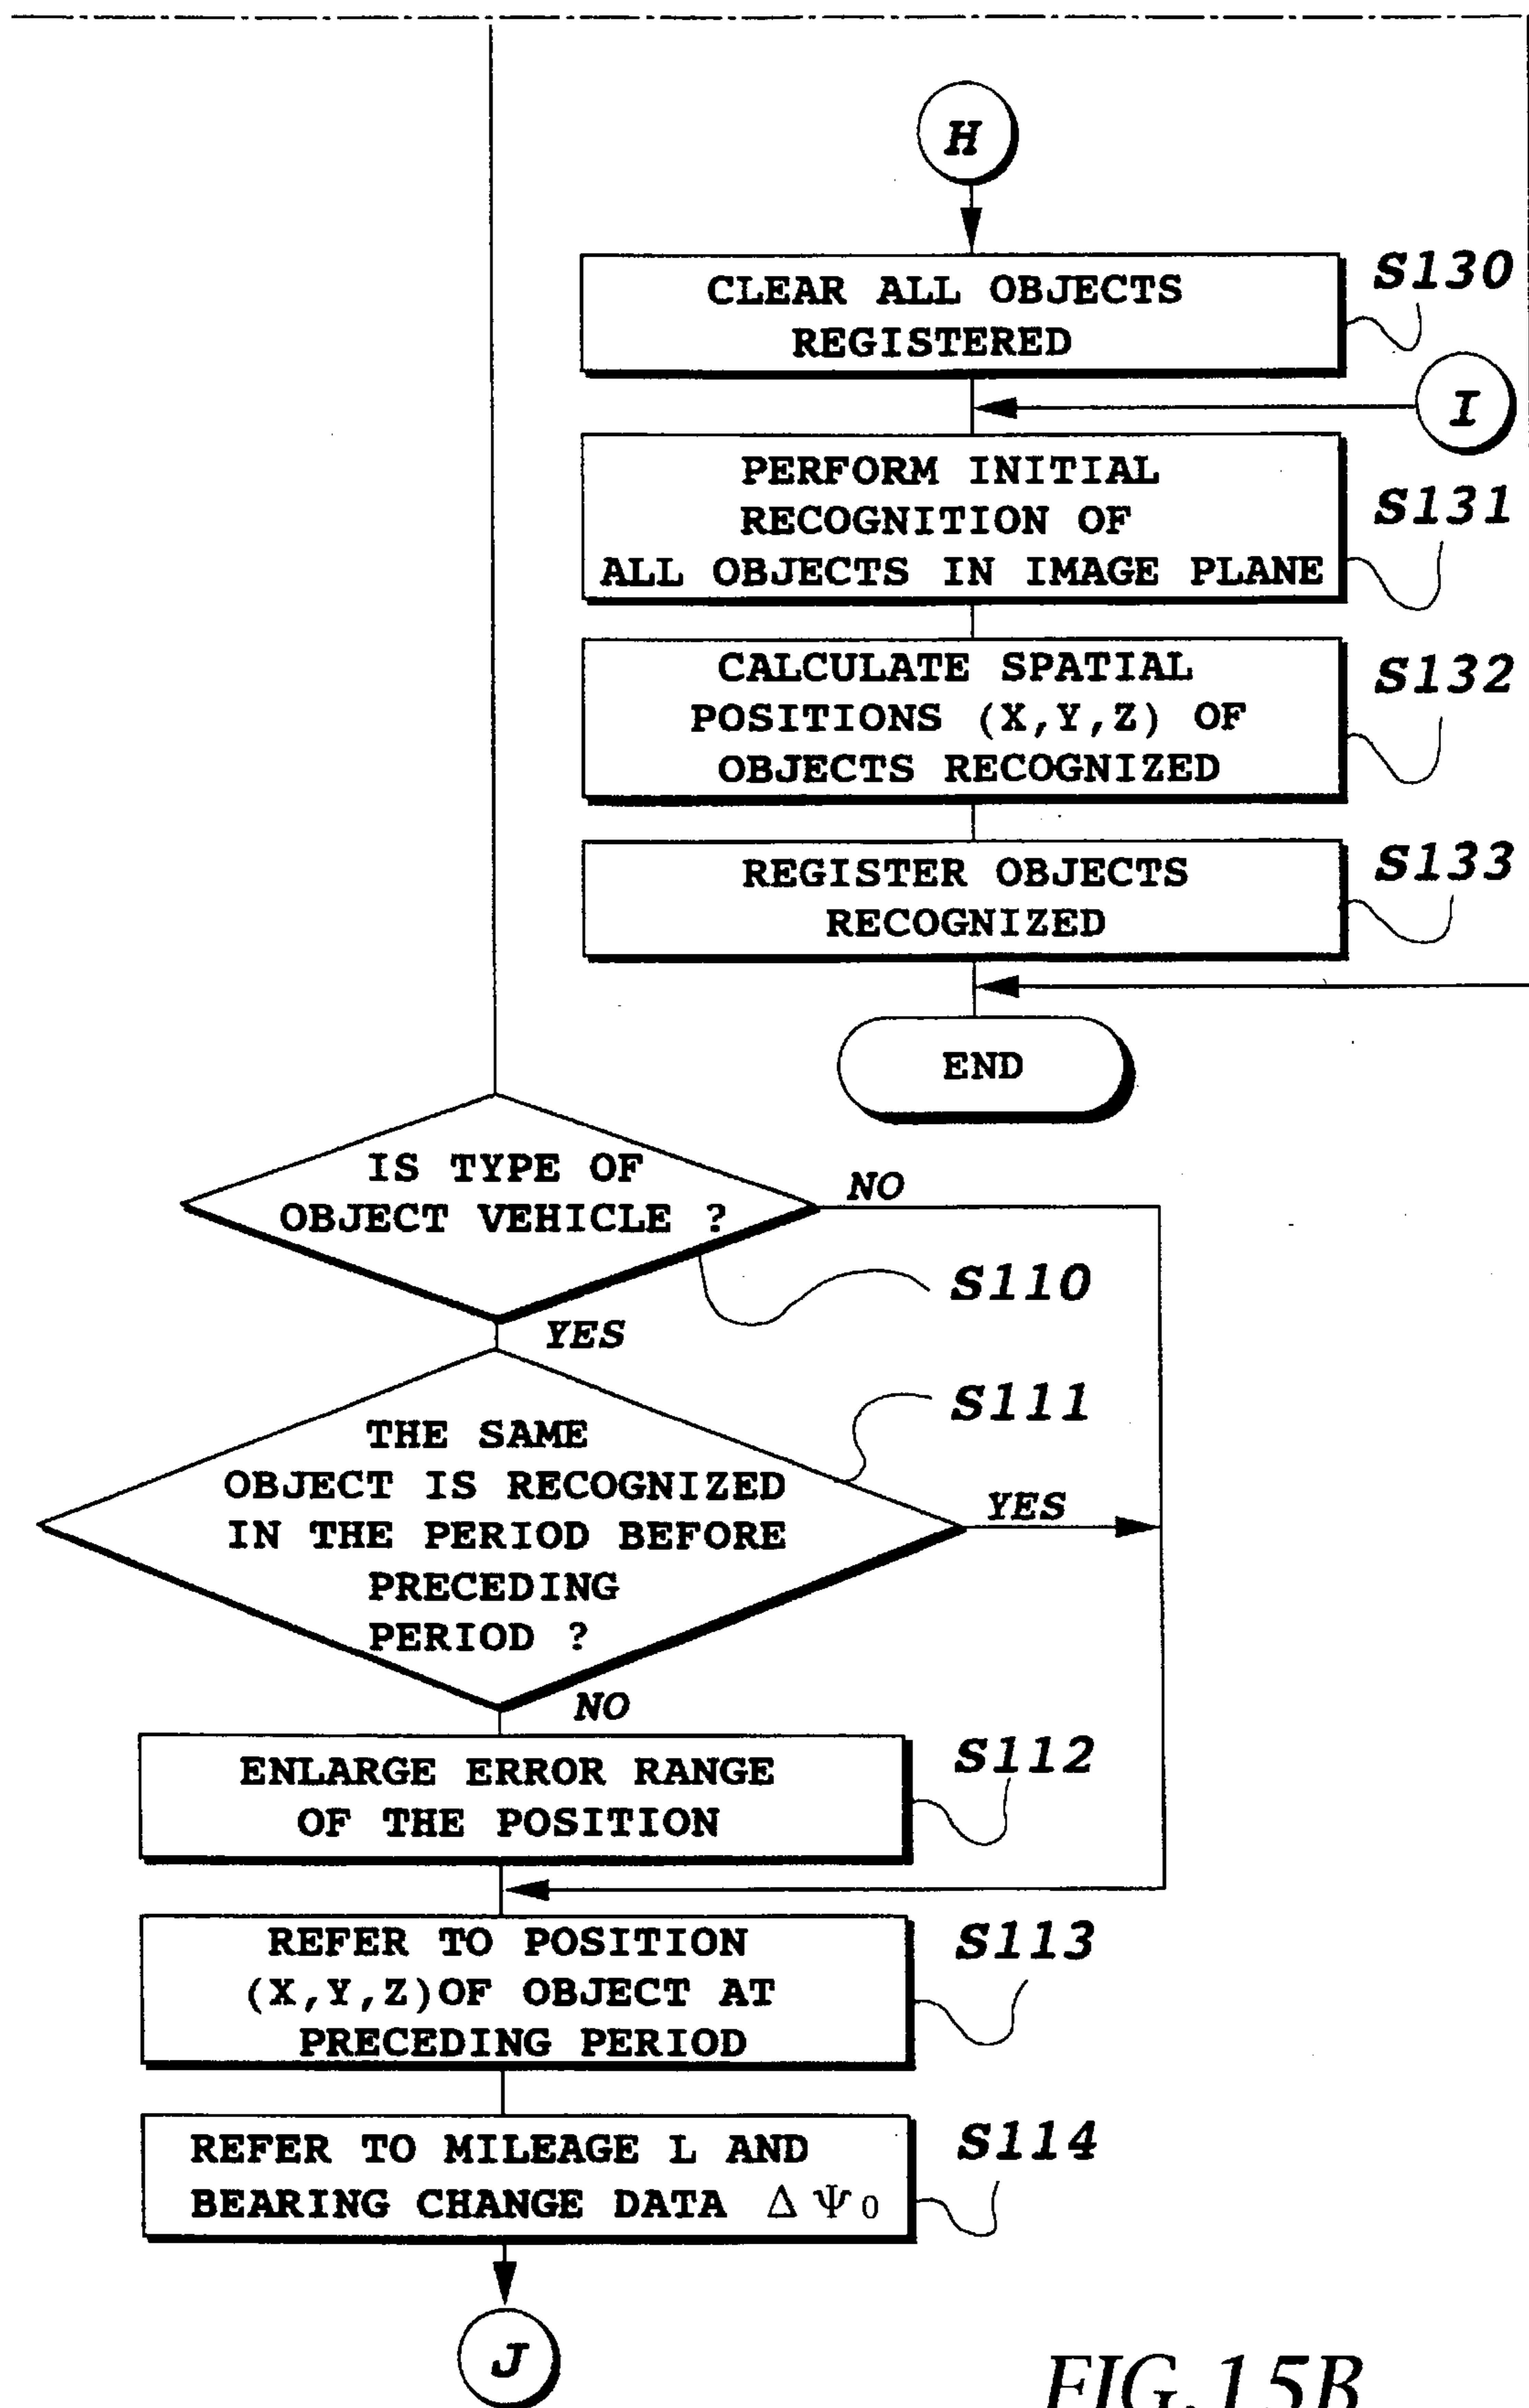 H
CLEAR ALL OBJECTS
REGISTERED
S130
I
PERFORM INITIAL
RECOGNITION OF
ALL OBJECTS IN IMAGE PLANE
S131
CALCULATE SPATIAL
POSITIONS (X,Y,Z) OF
OBJECTS RECOGNIZED
S132
REGISTER OBJECTS
RECOGNIZED
S133
END
IS TYPE OF
OBJECT VEHICLE ?
NO
S110
YES
THE SAME
OBJECT IS RECOGNIZED
IN THE PERIOD BEFORE
PRECEDING
PERIOD ?
S111
YES
NO
ENLARGE ERROR RANGE
OF THE POSITION
S112
REFER TO POSITION
(X,Y,Z)OF OBJECT AT
PRECEDING PERIOD
S113
REFER TO MILEAGE L AND
BEARING CHANGE DATA ΔΨ₀
S114
J
FIG.15B